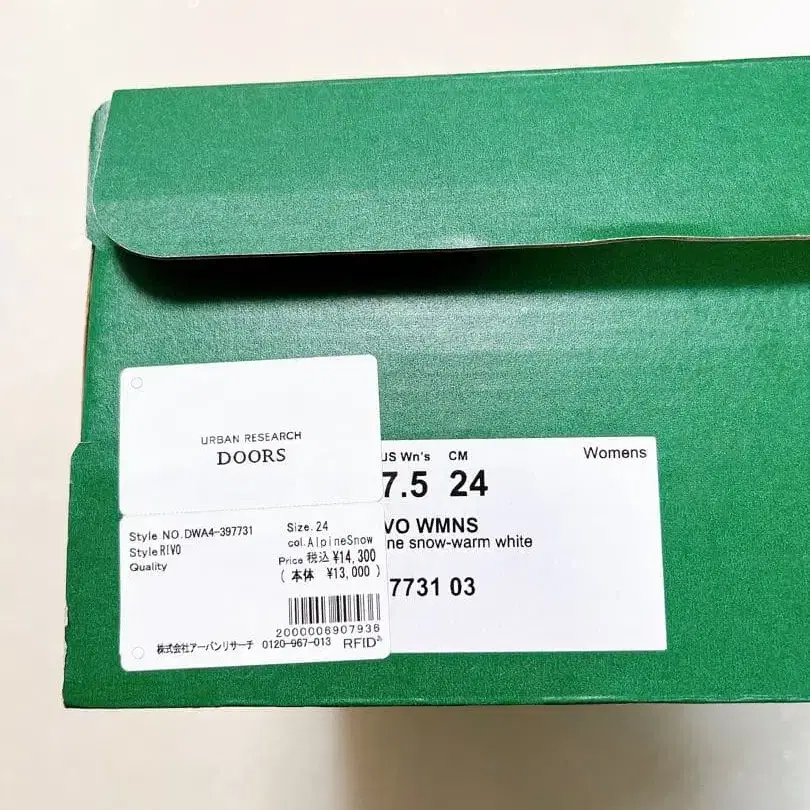 URBAN RESEARCH
DOORS
Style NO.DWA4-397731
Style RIVO
Quality
Size.24
col.AlpineSnow
Price 税込 ¥14,300
( 本体 ¥13,000 )
2000006907936
株式会社アーバンリサーチ 0120-967-013 RFID
US Wn's CM
7.5 24
Womens
VO WMNS
ne snow-warm white
7731 03